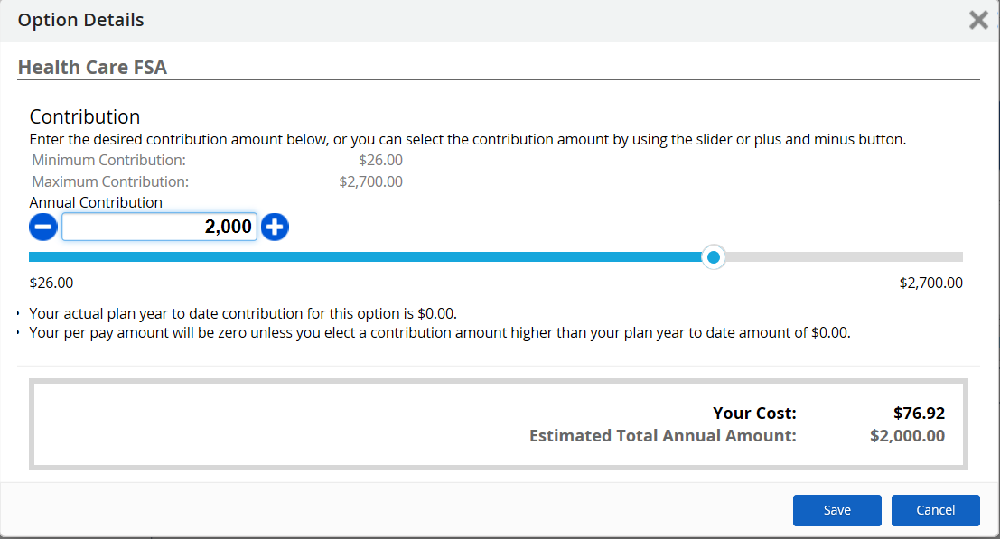 Option Details
Health Care FSA
Contribution
Enter the desired contribution amount below, or you can select the contribution amount by using the slider or plus and minus button.
Minimum Contribution: $26.00
Maximum Contribution: $2,700.00
Annual Contribution
2,000
$26.00 $2,700.00
• Your actual plan year to date contribution for this option is $0.00.
• Your per pay amount will be zero unless you elect a contribution amount higher than your plan year to date amount of $0.00.
Your Cost: $76.92
Estimated Total Annual Amount: $2,000.00
Save Cancel